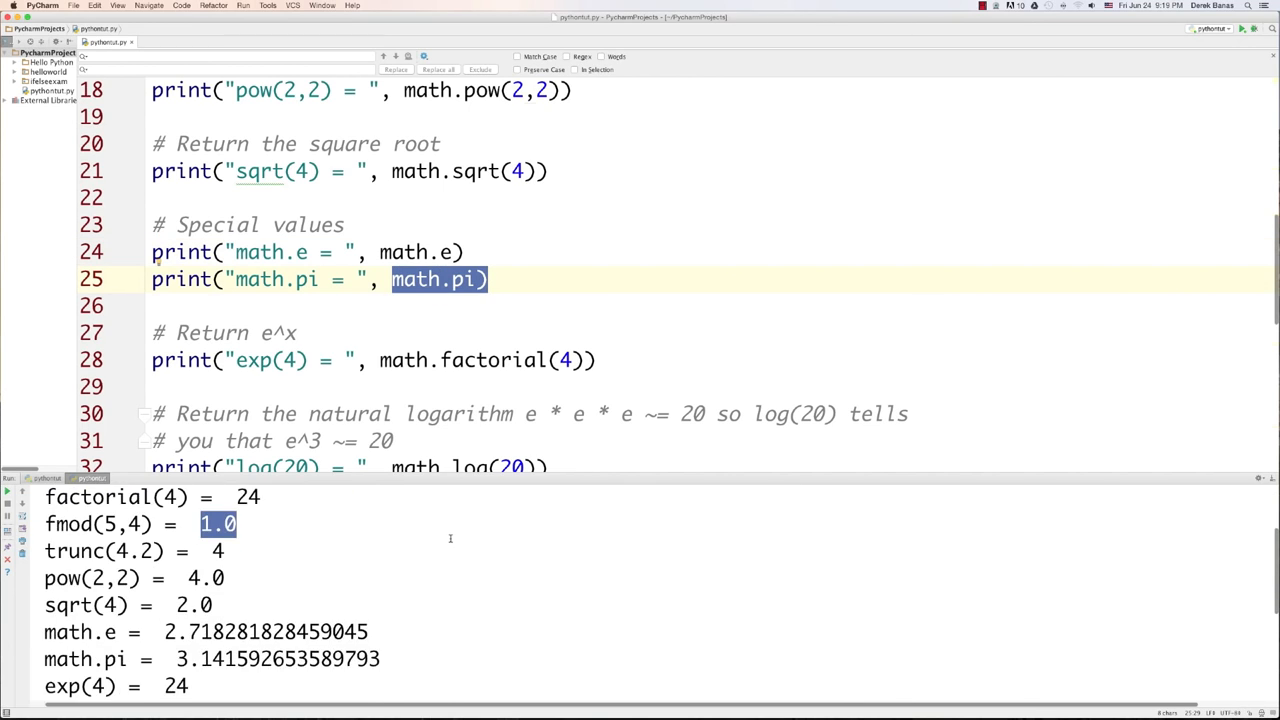 PyCharm File Edit View Navigate Code Refactor Run Tools VCS Window Help
Fri Jun 24 9:19 PM Derek Banas
pythontut.py - PycharmProjects - [~/PycharmProjects]
PycharmProjects pythontut.py
pythontut
pythontut.py ×
PycharmProject
Match Case Regex Words
Hello Python
Replace Replace all Exclude Preserve Case In Selection
helloworld
ifelseexam
pythontut.py
External Librarie
18 print("pow(2,2) = ", math.pow(2,2))
19
20 # Return the square root
21 print("sqrt(4) = ", math.sqrt(4))
22
23 # Special values
24 print("math.e = ", math.e)
25 print("math.pi = ", math.pi)
26
27 # Return e^x
28 print("exp(4) = ", math.factorial(4))
29
30 # Return the natural logarithm e * e * e ~= 20 so log(20) tells
31 # you that e^3 ~= 20
32 print("log(20) = ", math.log(20))
Run: pythontut pythontut
factorial(4) = 24
fmod(5,4) = 1.0
trunc(4.2) = 4
pow(2,2) = 4.0
sqrt(4) = 2.0
math.e = 2.718281828459045
math.pi = 3.141592653589793
exp(4) = 24
8 chars 25:29 LF÷ UTF-8÷